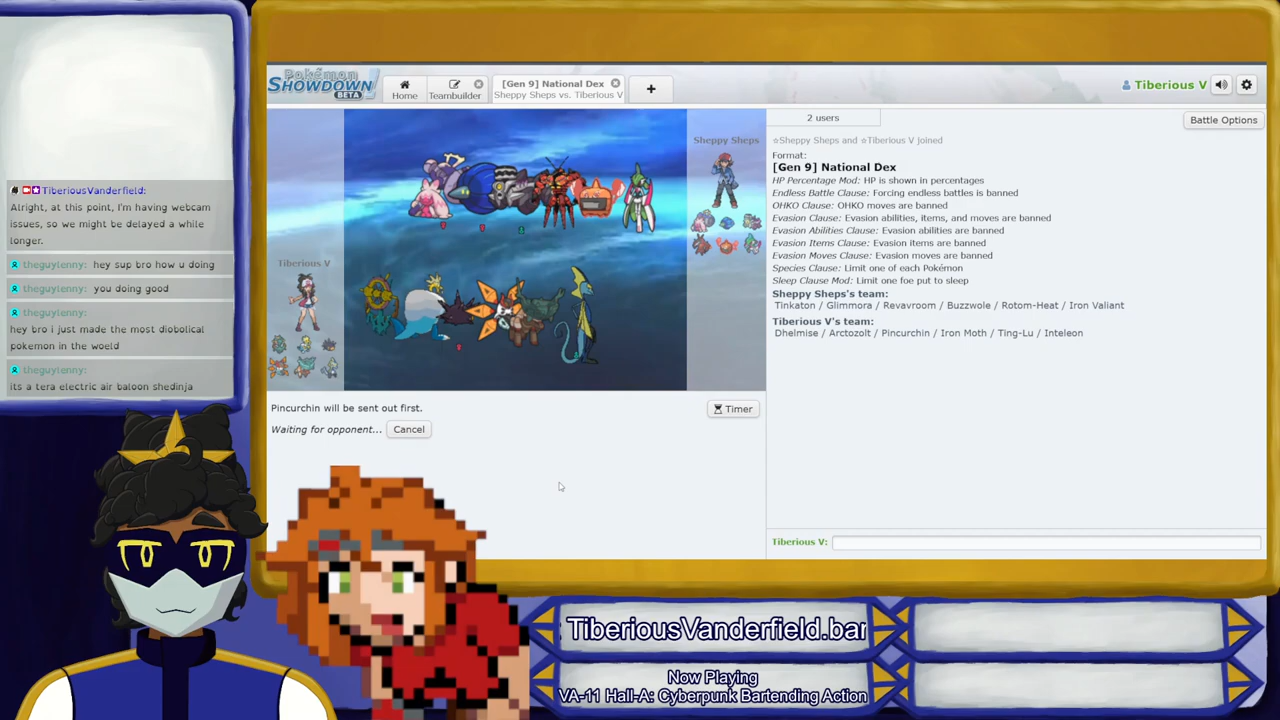 TiberiousVanderfield:
Alright, at this point, I'm having webcam
issues, so we might be delayed a while
longer.
theguylenny: hey sup bro how u doing
theguylenny: you doing good
theguylenny:
hey bro i just made the most diobolical
pokemon in the woeld
theguylenny:
its a tera electric air baloon shedinja
Pokémon
SHOWDOWN
BETA
Home
Teambuilder
[Gen 9] National Dex
Sheppy Sheps vs. Tiberious V
+
Tiberious V
2 users
Battle Options
☆Sheppy Sheps and ☆Tiberious V joined
Format:
[Gen 9] National Dex
HP Percentage Mod: HP is shown in percentages
Endless Battle Clause: Forcing endless battles is banned
OHKO Clause: OHKO moves are banned
Evasion Clause: Evasion abilities, items, and moves are banned
Evasion Abilities Clause: Evasion abilities are banned
Evasion Items Clause: Evasion items are banned
Evasion Moves Clause: Evasion moves are banned
Species Clause: Limit one of each Pokémon
Sleep Clause Mod: Limit one foe put to sleep
Sheppy Sheps's team:
Tinkaton / Glimmora / Revavroom / Buzzwole / Rotom-Heat / Iron Valiant
Tiberious V's team:
Dhelmise / Arctozolt / Pincurchin / Iron Moth / Ting-Lu / Inteleon
Sheppy Sheps
Tiberious V
Pincurchin will be sent out first.
Timer
Waiting for opponent... Cancel
Tiberious V:
TiberiousVanderfield.bar
Now Playing
VA-11 Hall-A: Cyberpunk Bartending Action